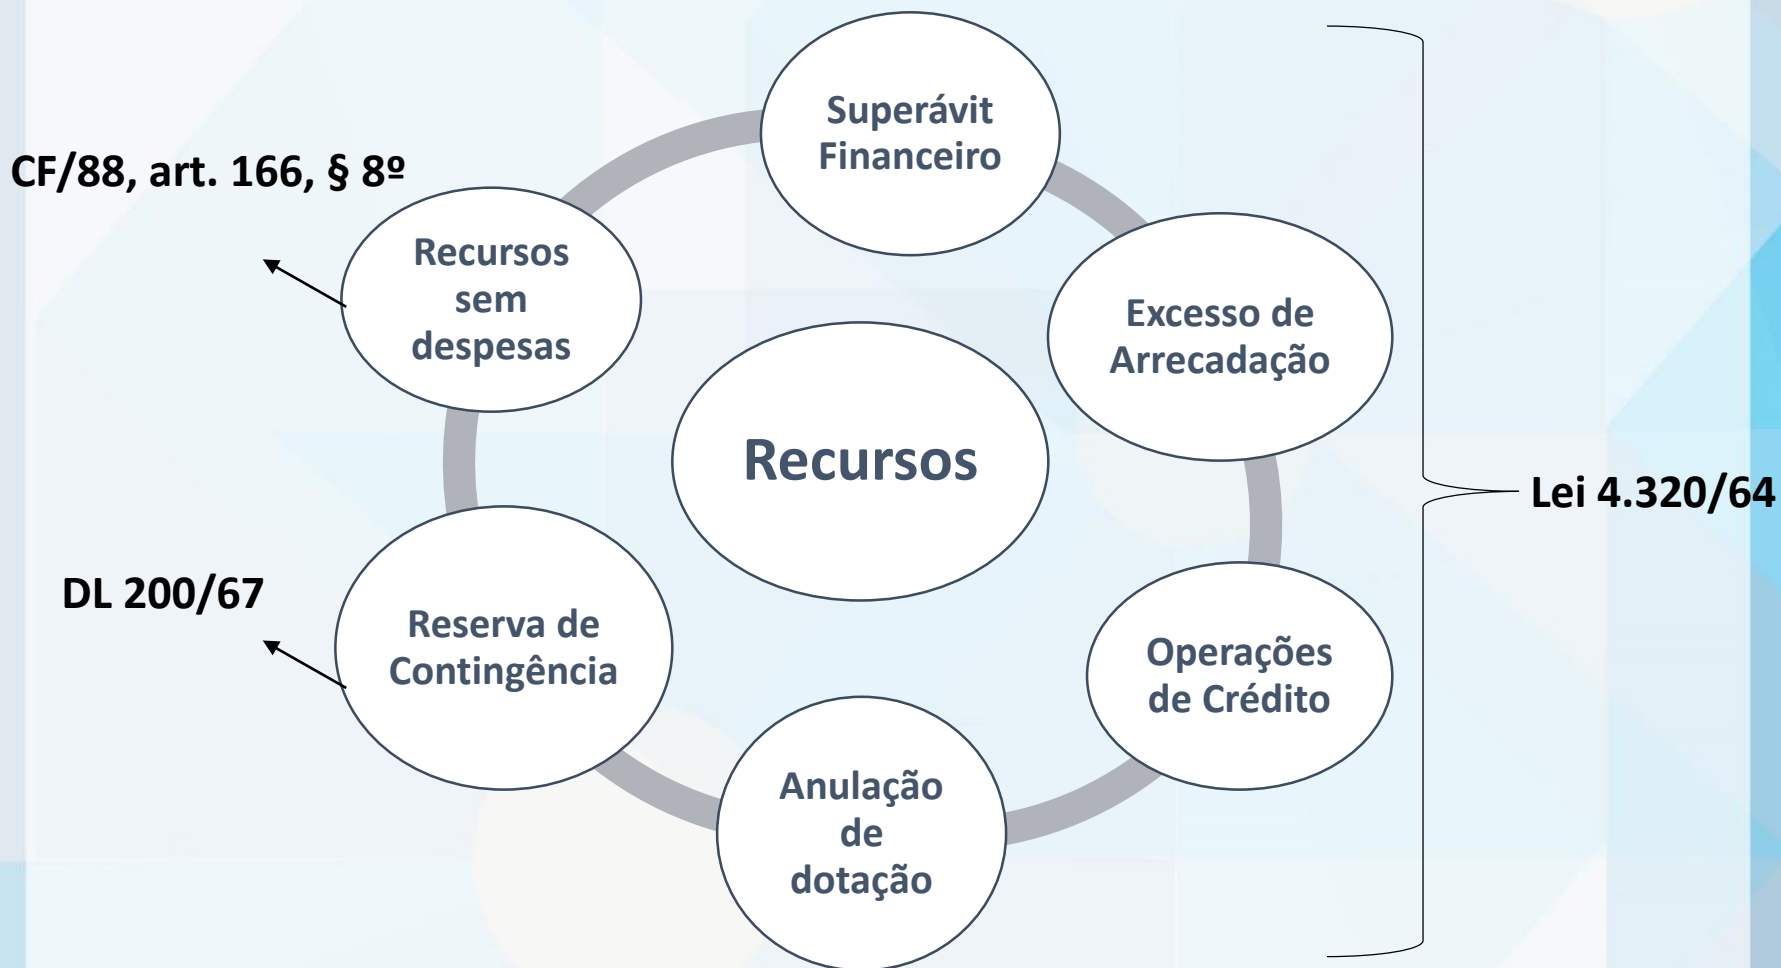 Superávit
Financeiro
CF/88, art. 166, § 8º
Recursos
sem
despesas
Excesso de
Arrecadação
Recursos
Lei 4.320/64
DL 200/67
Reserva de
Contingência
Operações
de Crédito
Anulação
de
dotação